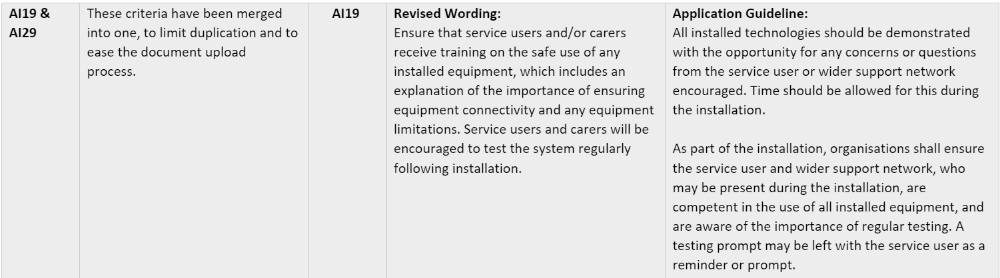 AI19 &
AI29
These criteria have been merged
into one, to limit duplication and to
ease the document upload
process.
AI19
Revised Wording:
Ensure that service users and/or carers
receive training on the safe use of any
installed equipment, which includes an
explanation of the importance of ensuring
equipment connectivity and any equipment
limitations. Service users and carers will be
encouraged to test the system regularly
following installation.
Application Guideline:
All installed technologies should be demonstrated
with the opportunity for any concerns or questions
from the service user or wider support network
encouraged. Time should be allowed for this during
the installation.
As part of the installation, organisations shall ensure
the service user and wider support network, who
may be present during the installation, are
competent in the use of all installed equipment, and
are aware of the importance of regular testing. A
testing prompt may be left with the service user as a
reminder or prompt.